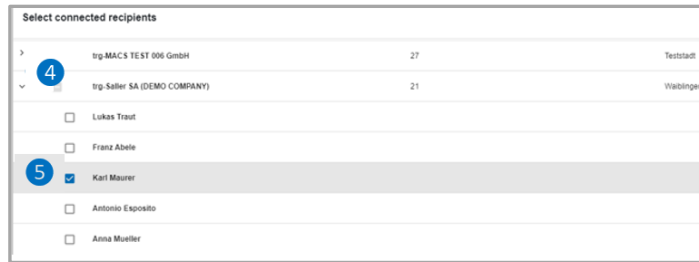 Select connected recipients
trg-MACS TEST 006 GmbH 27 Teststadt
4
trg-Saller SA (DEMO COMPANY) 21 Waiblinge
Lukas Traut
Franz Abele
5 Karl Maurer
Antonio Esposito
Anna Mueller